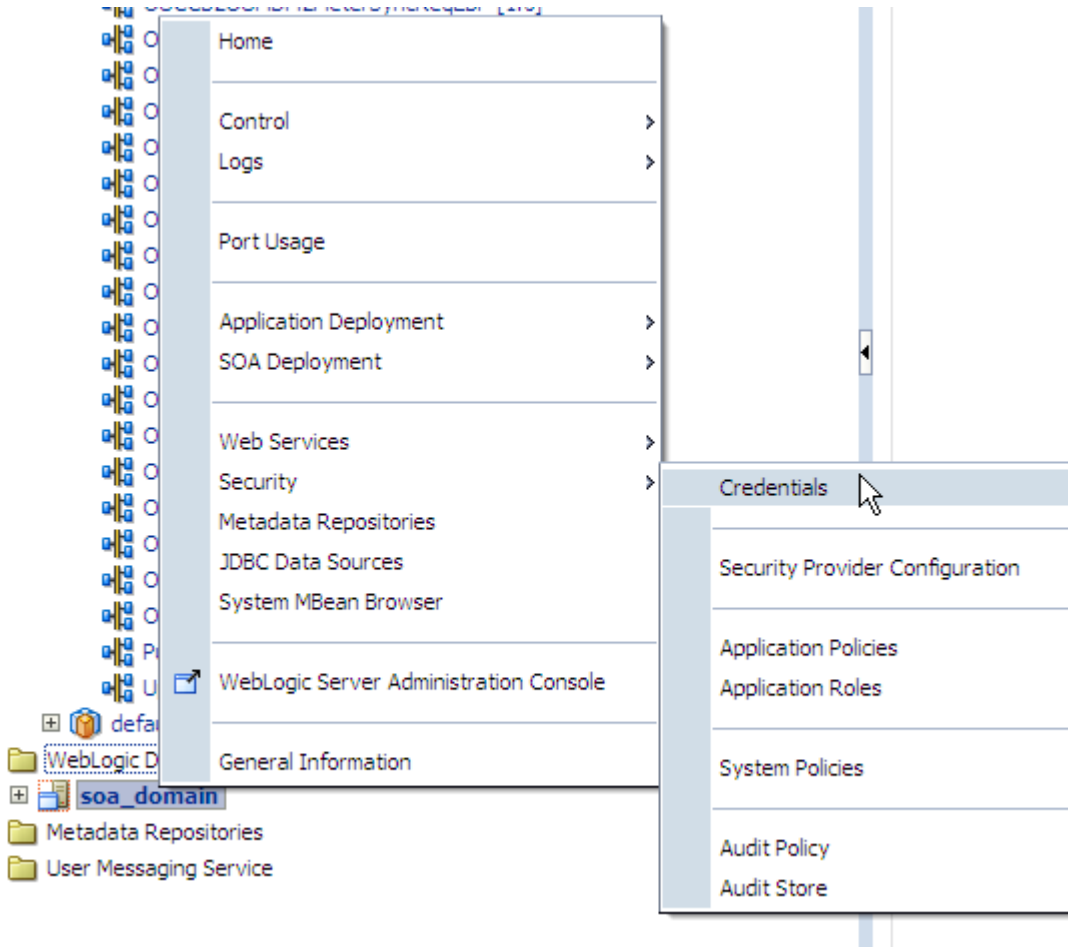 Home
Control
Logs
Port Usage
Application Deployment
SOA Deployment
Web Services
Security
Metadata Repositories
JDBC Data Sources
System MBean Browser
WebLogic Server Administration Console
General Information
Credentials
Security Provider Configuration
Application Policies
Application Roles
System Policies
Audit Policy
Audit Store
WebLogic D
soa_domain
Metadata Repositories
User Messaging Service